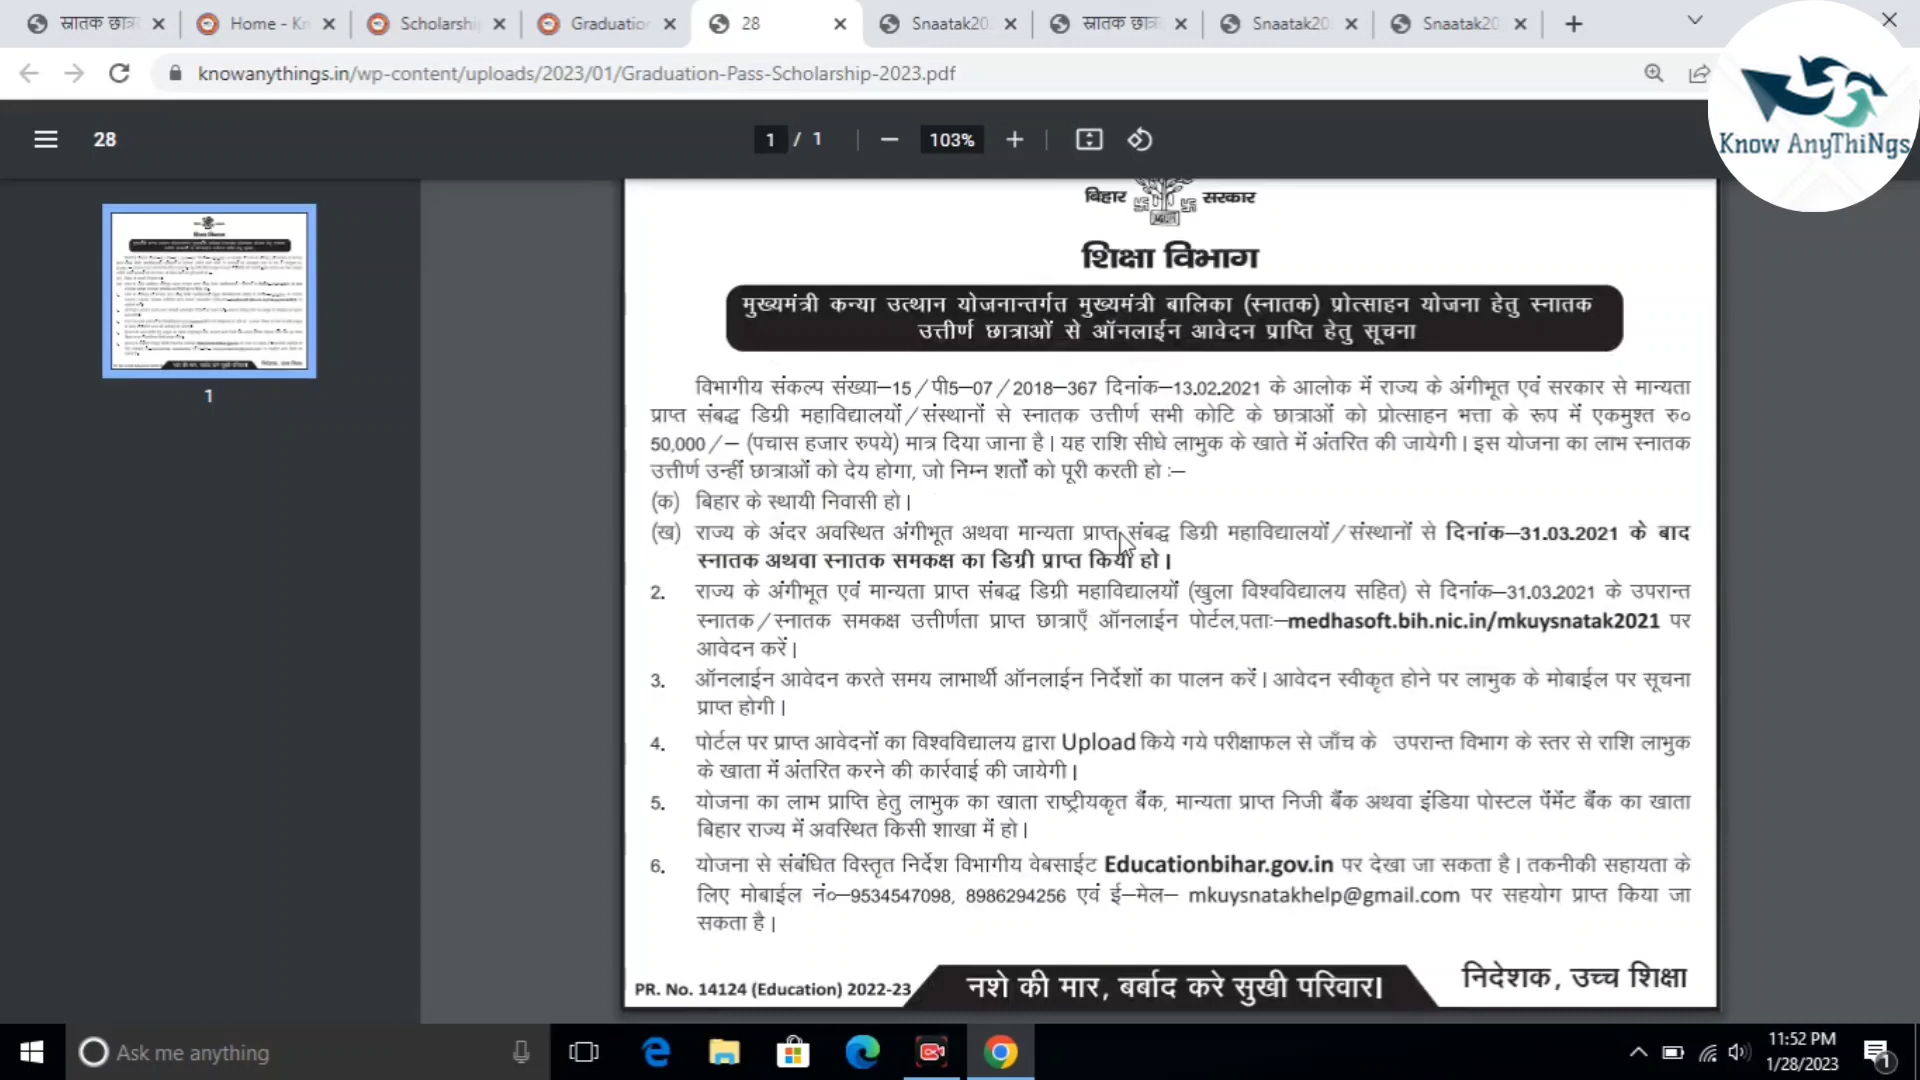 स्नातक छात्र
Home - Kn
Scholarship
Graduation
28
Snaatak20
स्नातक छात्र
Snaatak20
Snaatak20
knowanythings.in/wp-content/uploads/2023/01/Graduation-Pass-Scholarship-2023.pdf
28
1 / 1
103%
Know AnyThiNgs
1
बिहार सरकार
शिक्षा विभाग
मुख्यमंत्री कन्या उत्थान योजनान्तर्गत मुख्यमंत्री बालिका (स्नातक) प्रोत्साहन योजना हेतु स्नातक
उत्तीर्ण छात्राओं से ऑनलाईन आवेदन प्राप्ति हेतु सूचना
विभागीय संकल्प संख्या–15/पी5–07/2018–367 दिनांक–13.02.2021 के आलोक में राज्य के अंगीभूत एवं सरकार से मान्यता
प्राप्त संबद्ध डिग्री महाविद्यालयों/संस्थानों से स्नातक उत्तीर्ण सभी कोटि के छात्राओं को प्रोत्साहन भत्ता के रूप में एकमुश्त रु०
50,000/– (पचास हजार रुपये) मात्र दिया जाना है। यह राशि सीधे लाभुक के खाते में अंतरित की जायेगी। इस योजना का लाभ स्नातक
उत्तीर्ण उन्हीं छात्राओं को देय होगा, जो निम्न शर्तों को पूरी करती हो :–
(क) बिहार के स्थायी निवासी हो।
(ख) राज्य के अंदर अवस्थित अंगीभूत अथवा मान्यता प्राप्त संबद्ध डिग्री महाविद्यालयों/संस्थानों से दिनांक–31.03.2021 के बाद
स्नातक अथवा स्नातक समकक्ष का डिग्री प्राप्त किया हो।
2. राज्य के अंगीभूत एवं मान्यता प्राप्त संबद्ध डिग्री महाविद्यालयों (खुला विश्वविद्यालय सहित) से दिनांक–31.03.2021 के उपरान्त
स्नातक/स्नातक समकक्ष उत्तीर्णता प्राप्त छात्राएँ ऑनलाईन पोर्टल,पताः–medhasoft.bih.nic.in/mkuysnatak2021 पर
आवेदन करें।
3. ऑनलाईन आवेदन करते समय लाभार्थी ऑनलाईन निर्देशों का पालन करें। आवेदन स्वीकृत होने पर लाभुक के मोबाईल पर सूचना
प्राप्त होगी।
4. पोर्टल पर प्राप्त आवेदनों का विश्वविद्यालय द्वारा Upload किये गये परीक्षाफल से जाँच के उपरान्त विभाग के स्तर से राशि लाभुक
के खाता में अंतरित करने की कार्रवाई की जायेगी।
5. योजना का लाभ प्राप्ति हेतु लाभुक का खाता राष्ट्रीयकृत बैंक, मान्यता प्राप्त निजी बैंक अथवा इंडिया पोस्टल पेंमेंट बैंक का खाता
बिहार राज्य में अवस्थित किसी शाखा में हो।
6. योजना से संबंधित विस्तृत निर्देश विभागीय वेबसाईट Educationbihar.gov.in पर देखा जा सकता है। तकनीकी सहायता के
लिए मोबाईल नं०–9534547098, 8986294256 एवं ई–मेल– mkuysnatakhelp@gmail.com पर सहयोग प्राप्त किया जा
सकता है।
निदेशक, उच्च शिक्षा
PR. No. 14124 (Education) 2022-23
नशे की मार, बर्बाद करे सुखी परिवार।
Ask me anything
11:52 PM
1/28/2023
1